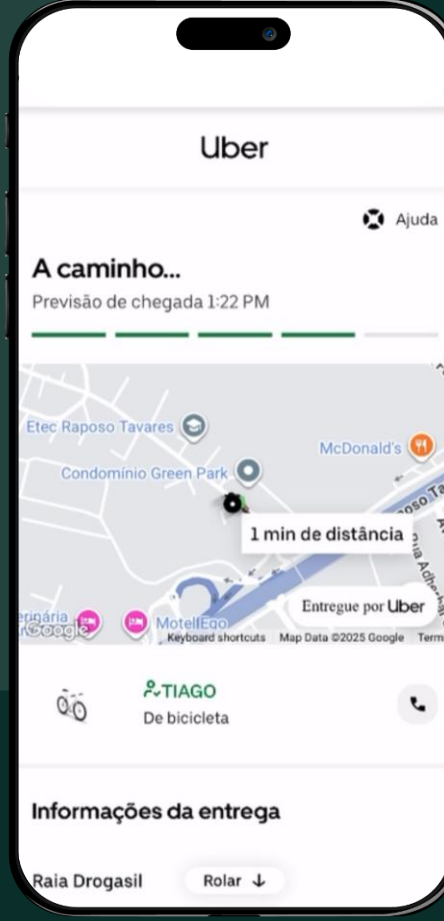 Uber
Ajuda
A caminho...
Previsão de chegada 1:22 PM
Etec Raposo Tavares
McDonald's
Condomínio Green Park
1 min de distância
Entregue por Uber
MotellEgo
Google
Keyboard shortcuts Map Data ©2025 Google Term
TIAGO
De bicicleta
Informações da entrega
Raia Drogasil
Rolar ↓